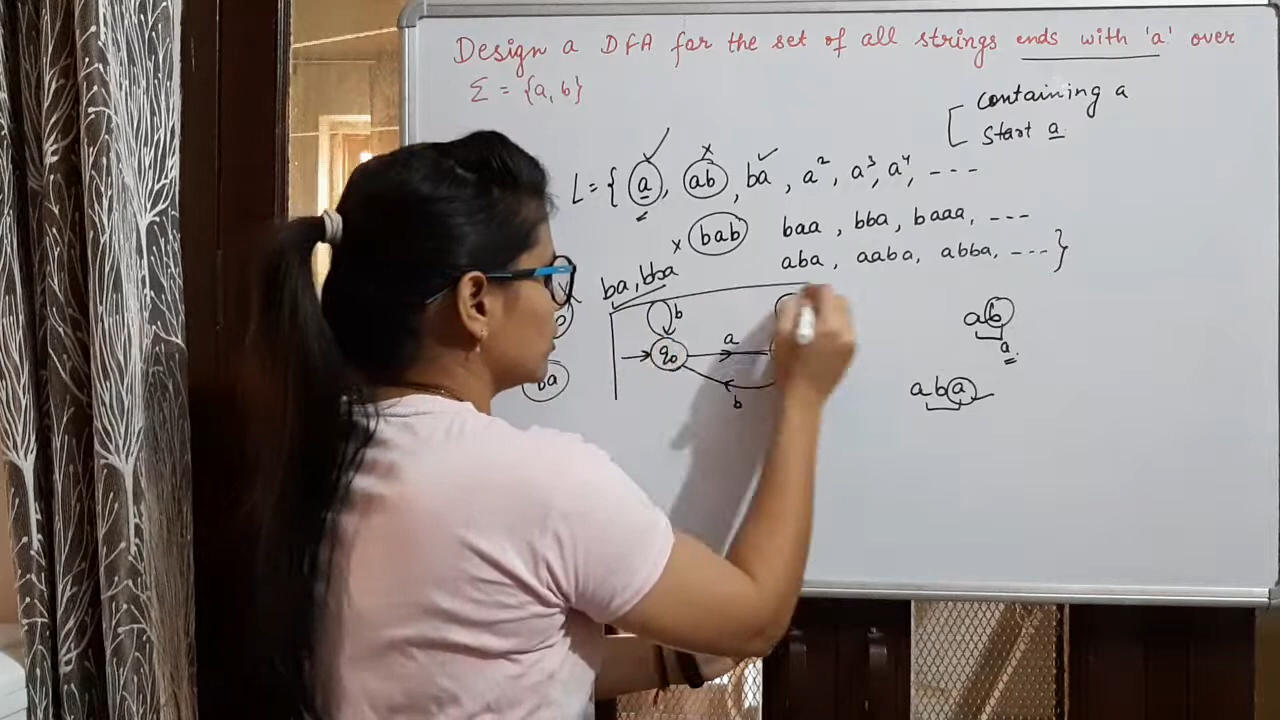 Design a DFA for the set of all strings ends with 'a' over
Σ = {a, b}
containing a
start a
L = { a, ab, ba, a², a³, a⁴, ---
bab baa, bba, baaa, ---
aba, aaba, abba, --- }
ba, bba
b
a
q₀
b
ba
ab
a
aba